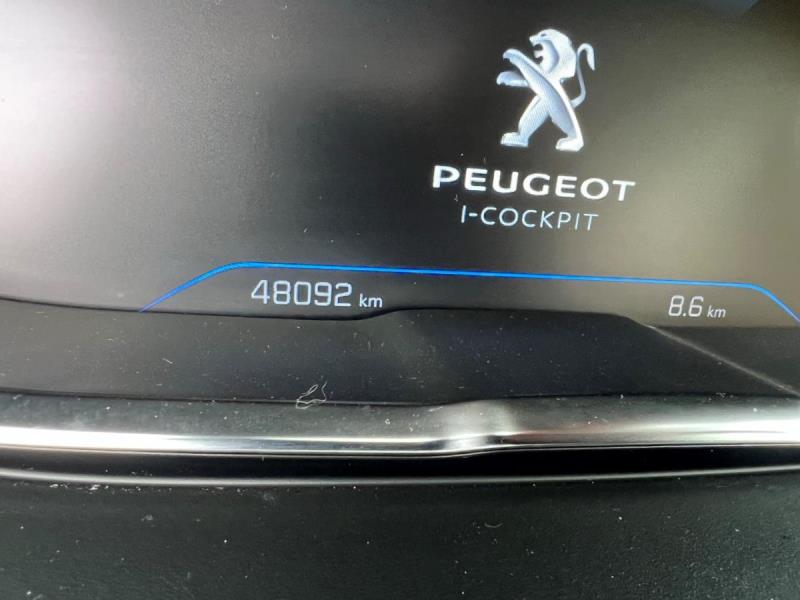 PEUGEOT
I-COCKPIT
48092 km
8.6 km